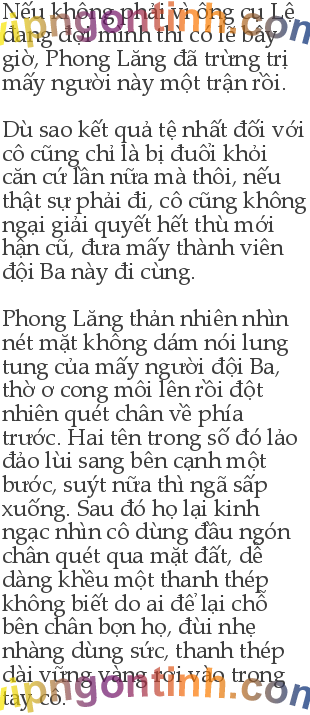 Nếu không phải vì ông cụ Lệ
đang đợi mình thì có lẽ bây
giờ, Phong Lăng đã trừng trị
mấy người này một trận rồi.
Dù sao kết quả tệ nhất đối với
cô cũng chỉ là bị đuổi khỏi
căn cứ lần nữa mà thôi, nếu
thật sự phải đi, cô cũng không
ngại giải quyết hết thù mới
hận cũ, đưa mấy thành viên
đội Ba này đi cùng.
Phong Lăng thản nhiên nhìn
nét mặt không dám nói lung
tung của mấy người đội Ba,
thờ ơ cong môi lên rồi đột
nhiên quét chân về phía
trước. Hai tên trong số đó lảo
đảo lùi sang bên cạnh một
bước, suýt nữa thì ngã sấp
xuống. Sau đó họ lại kinh
ngạc nhìn cô dùng đầu ngón
chân quét qua mặt đất, dễ
dàng khều một thanh thép
không biết do ai để lại chỗ
bên chân bọn họ, đùi nhẹ
nhàng dùng sức, thanh thép
dài vững vàng rơi vào trong
tay cô.
vipngontinh.com
vipngontinh.com